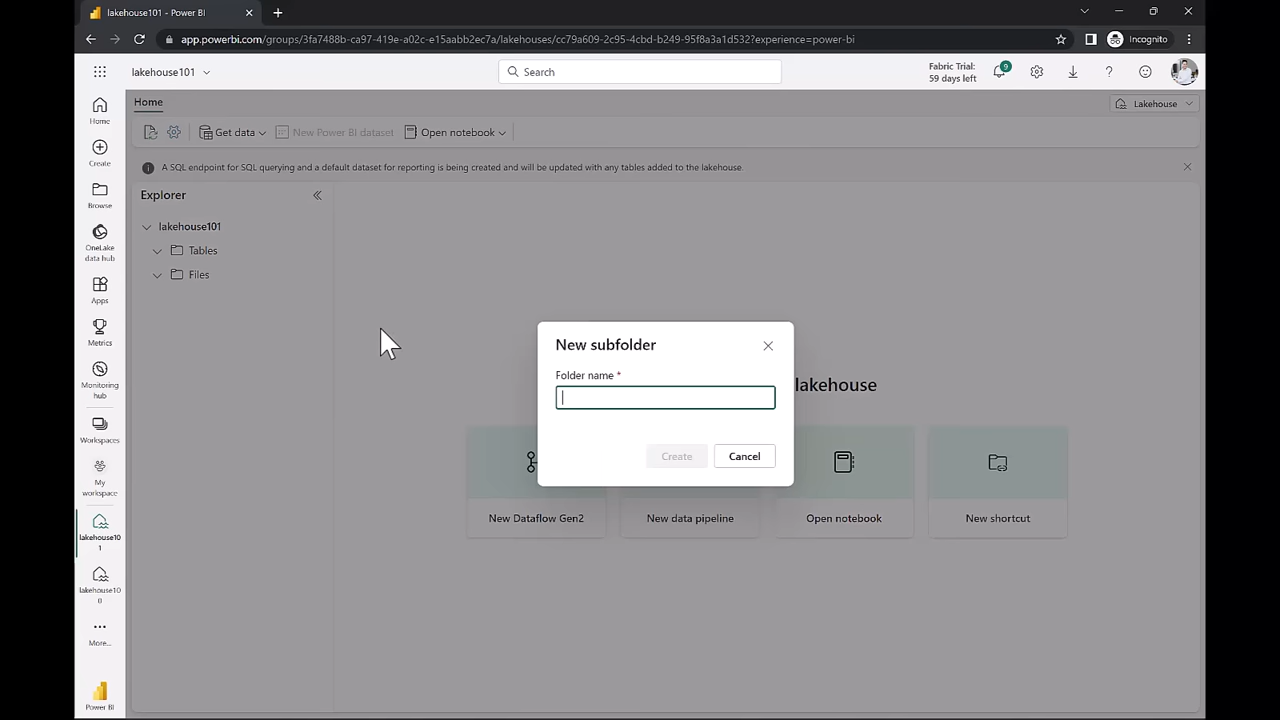 lakehouse101 - Power BI
app.powerbi.com/groups/3fa7488b-ca97-419e-a02c-e15aabb2ec7a/lakehouses/cc79a609-2c95-4cbd-b249-95f8a3a1d532?experience=power-bi
Incognito
lakehouse101
Search
Fabric Trial:
59 days left
9
Home
Create
Browse
OneLake
data hub
Apps
Metrics
Monitoring
hub
Workspaces
My
workspace
lakehouse10
1
lakehouse10
0
More...
Power BI
Home
Lakehouse
Get data
New Power BI dataset
Open notebook
A SQL endpoint for SQL querying and a default dataset for reporting is being created and will be updated with any tables added to the lakehouse.
Explorer
lakehouse101
Tables
Files
lakehouse
New subfolder
Folder name *
Create
Cancel
New Dataflow Gen2
New data pipeline
Open notebook
New shortcut